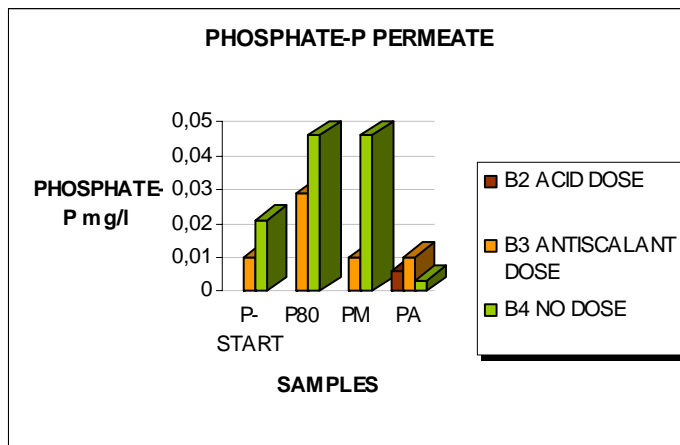 PHOSPHATE-P PERMEATE
PHOSPHATE-
P mg/l
0,05
0,04
0,03
0,02
0,01
0
P-
START
P80
PM
PA
SAMPLES
B2 ACID DOSE
B3 ANTISCALANT
DOSE
B4 NO DOSE